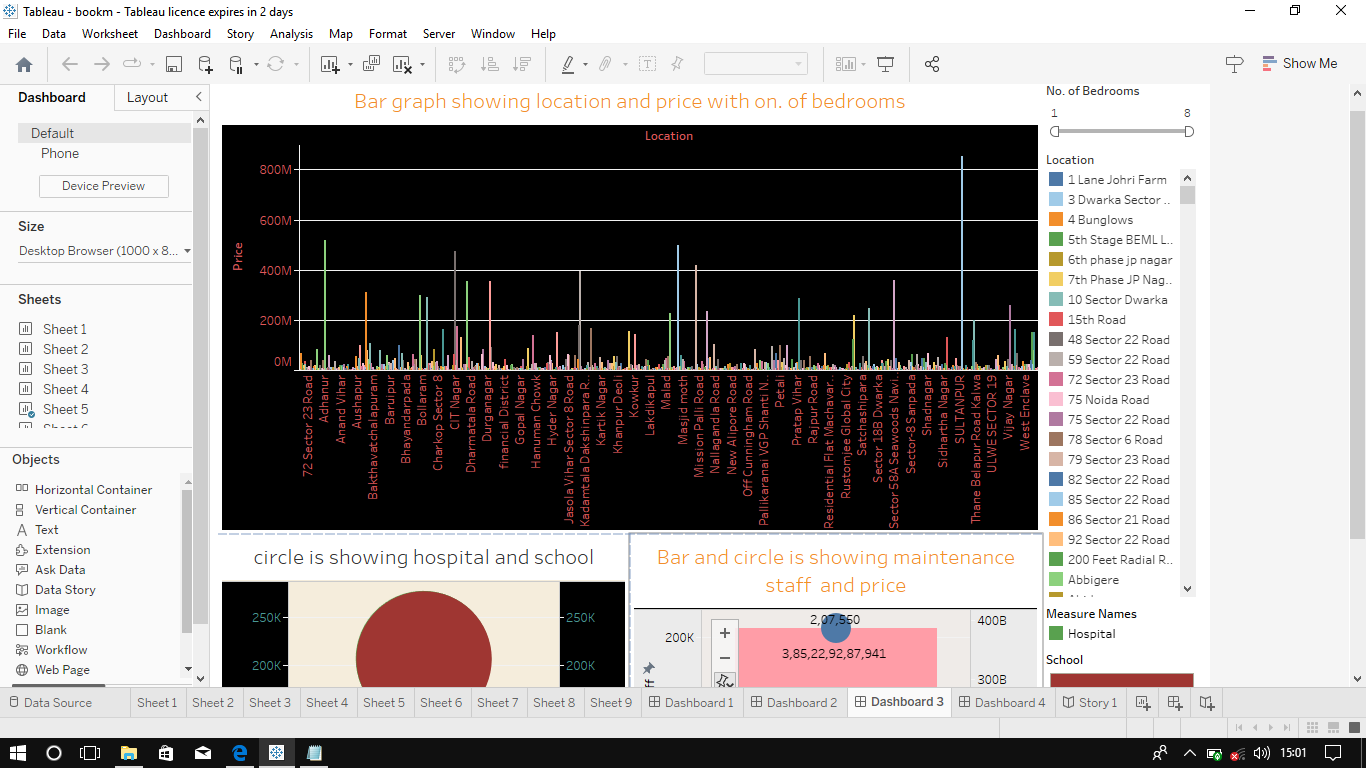 Tableau - bookm - Tableau licence expires in 2 days
File Data Worksheet Dashboard Story Analysis Map Format Server Window Help
Show Me
Dashboard Layout
Default
Phone
Device Preview
Size
Desktop Browser (1000 x 8...
Sheets
Sheet 1
Sheet 2
Sheet 3
Sheet 4
Sheet 5
Objects
Horizontal Container
Vertical Container
Text
Extension
Ask Data
Data Story
Image
Blank
Workflow
Web Page
Bar graph showing location and price with on. of bedrooms
Location
Price
800M
600M
400M
200M
0M
72 Sector 23 Road
Adhanur
Anand Vihar
Aushapur
Bakthavatchalapuram
Baruipur
Bhayandarpada
Bollaram
Charkop Sector 8
CIT Nagar
Dharmatala Road
Durganagar
financial District
Gopal Nagar
Hanuman Chowk
Hyder Nagar
Jasola Vihar Sector 8 Road
Kadamtala Dakshinpara R..
Kartik Nagar
Khanpur Deoli
Kowkur
Lakdikapul
Malad
Masjid moth
Mission Palli Road
Nallagandla Road
New Alipore Road
Off Cunningham Road
Pallikaranai VGP Shanti N..
Petali
Pratap Vihar
Rajpur Road
Residential Flat Machavar..
Rustomjee Global City
Satchashipara
Sector 18B Dwarka
Sector 58A Seawoods Navi..
Sector-8 Sanpada
Shadnagar
Sidhartha Nagar
SULTANPUR
Thane Belapur Road Kalwa
ULWE SECTOR 19
Vijay Nagar
West Enclave
No. of Bedrooms
1 8
Location
1 Lane Johri Farm
3 Dwarka Sector ..
4 Bunglows
5th Stage BEML L..
6th phase jp nagar
7th Phase JP Nag..
10 Sector Dwarka
15th Road
48 Sector 22 Road
59 Sector 22 Road
72 Sector 23 Road
75 Noida Road
75 Sector 22 Road
78 Sector 6 Road
79 Sector 23 Road
82 Sector 22 Road
85 Sector 22 Road
86 Sector 21 Road
92 Sector 22 Road
200 Feet Radial R..
Abbigere
Measure Names
Hospital
School
circle is showing hospital and school
250K 250K
200K 200K
Bar and circle is showing maintenance
staff and price
2,07,550
400B
200K
3,85,22,92,87,941
300B
Data Source Sheet 1 Sheet 2 Sheet 3 Sheet 4 Sheet 5 Sheet 6 Sheet 7 Sheet 8 Sheet 9 Dashboard 1 Dashboard 2 Dashboard 3 Dashboard 4 Story 1
15:01